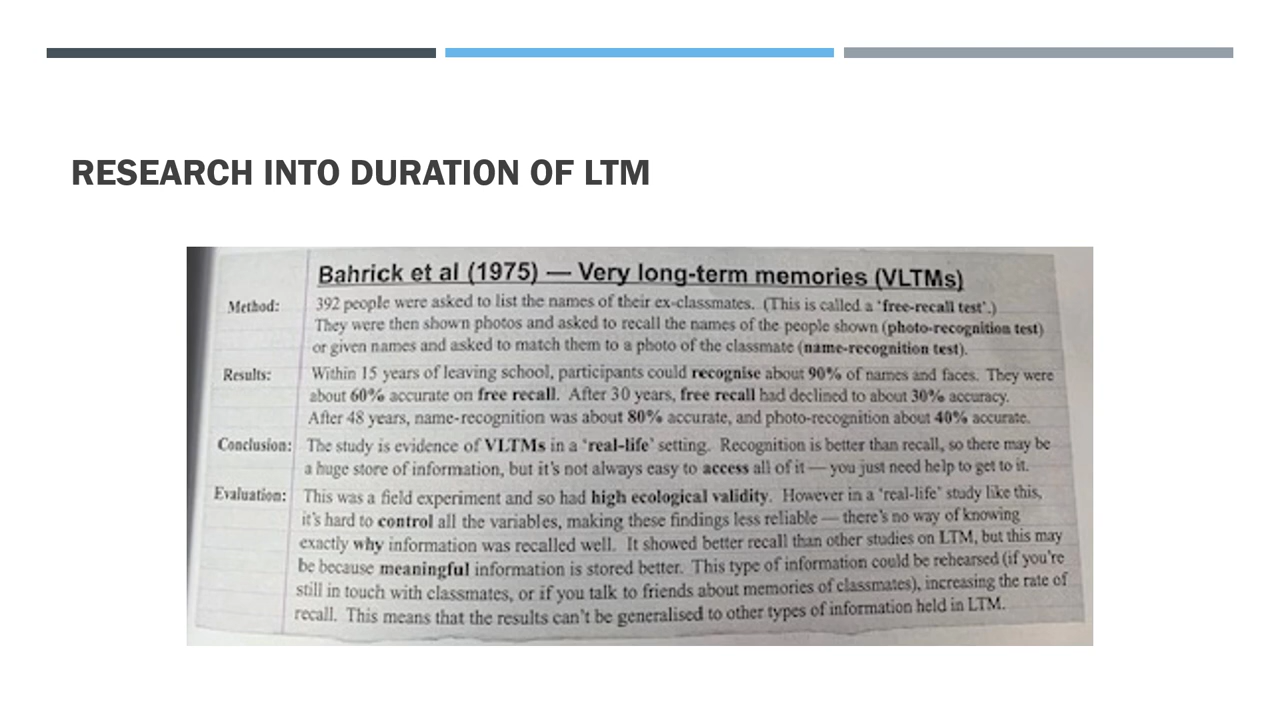 RESEARCH INTO DURATION OF LTM
Bahrick et al (1975) — Very long-term memories (VLTMs)
Method: 392 people were asked to list the names of their ex-classmates. (This is called a 'free-recall test'.)
They were then shown photos and asked to recall the names of the people shown (photo-recognition test)
or given names and asked to match them to a photo of the classmate (name-recognition test).
Results: Within 15 years of leaving school, participants could recognise about 90% of names and faces. They were
about 60% accurate on free recall. After 30 years, free recall had declined to about 30% accuracy.
After 48 years, name-recognition was about 80% accurate, and photo-recognition about 40% accurate.
Conclusion: The study is evidence of VLTMs in a 'real-life' setting. Recognition is better than recall, so there may be
a huge store of information, but it's not always easy to access all of it — you just need help to get to it.
Evaluation: This was a field experiment and so had high ecological validity. However in a 'real-life' study like this,
it's hard to control all the variables, making these findings less reliable — there's no way of knowing
exactly why information was recalled well. It showed better recall than other studies on LTM, but this may
be because meaningful information is stored better. This type of information could be rehearsed (if you're
still in touch with classmates, or if you talk to friends about memories of classmates), increasing the rate of
recall. This means that the results can't be generalised to other types of information held in LTM.